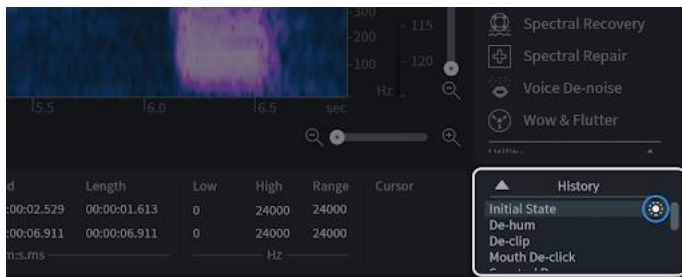 300
200
100
Hz
115
120
5.5
6.0
6.5
sec
Spectral Recovery
Spectral Repair
Voice De-noise
Wow & Flutter
Length
Low
High
Range
Cursor
00:00:01.613
0
24000
24000
:00:06.911
00:00:06.911
0
24000
24000
:00:02.529
m:s.ms
Hz
History
Initial State
De-hum
De-clip
Mouth De-click